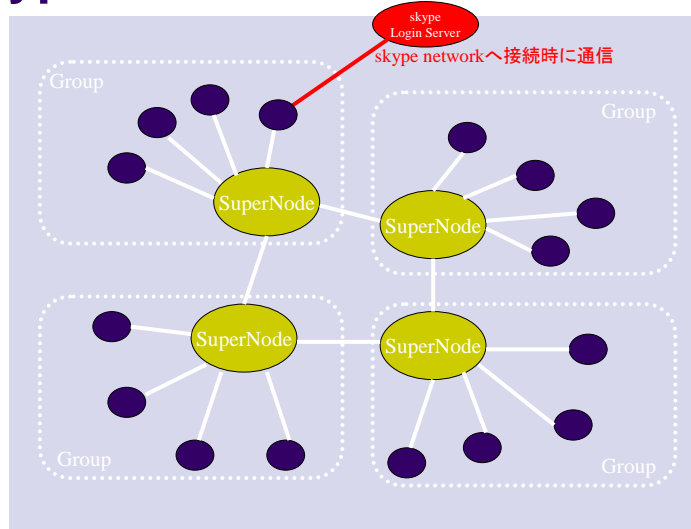 skype
Login Server
skype networkへ接続時に通信
Group
Group
SuperNode
SuperNode
SuperNode
SuperNode
Group
Group